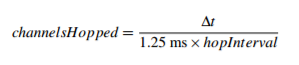 channelsHopped = Δt / 1.25 ms × hopInterval